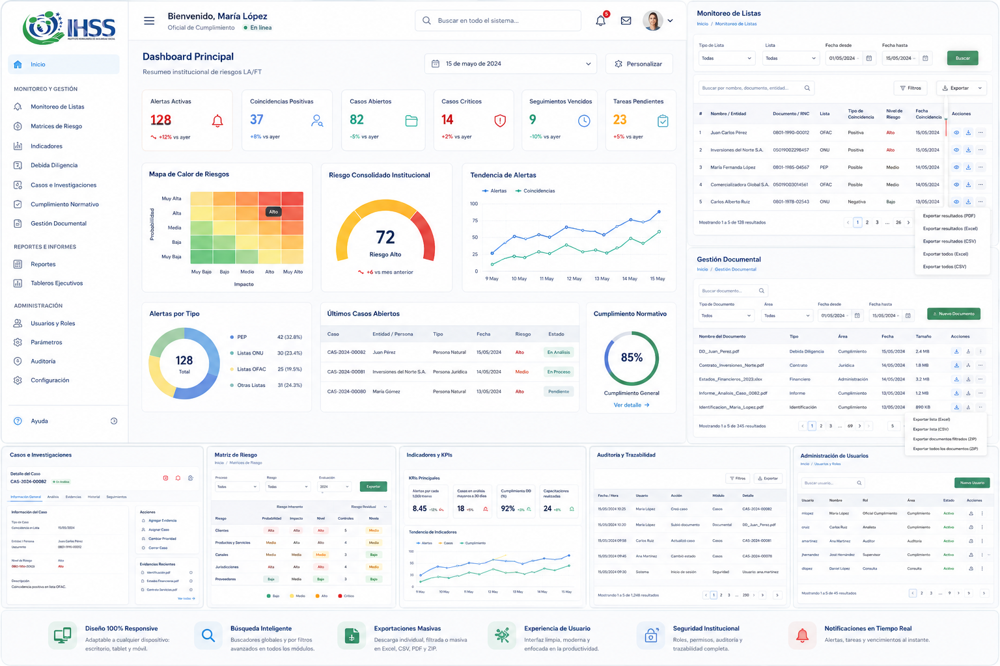 IHSS
Inicio
MONITOREO Y GESTIÓN
Monitoreo de Listas
Matrices de Riesgo
Indicadores
Debida Diligencia
Casos e Investigaciones
Cumplimiento Normativo
Gestión Documental
REPORTES E INFORMES
Reportes
Tableros Ejecutivos
ADMINISTRACIÓN
Usuarios y Roles
Parámetros
Auditoría
Configuración
Ayuda
Bienvenido, María López
Oficial de Cumplimiento En línea
Buscar en todo el sistema...
5
Dashboard Principal
Resumen institucional de riesgos LA/FT
15 de mayo de 2024
Personalizar
Alertas Activas
128
+12% vs ayer
Coincidencias Positivas
37
+8% vs ayer
Casos Abiertos
82
-5% vs ayer
Casos Críticos
14
+2% vs ayer
Seguimientos Vencidos
9
-10% vs ayer
Tareas Pendientes
23
+5% vs ayer
Mapa de Calor de Riesgos
Probabilidad
Muy Alta
Alta
Media
Baja
Muy Baja
Alto
Muy Bajo Bajo Medio Alto Muy Alto
Impacto
Riesgo Consolidado Institucional
72
Riesgo Alto
+6 vs mes anterior
Tendencia de Alertas
Alertas Coincidencias
100
75
50
25
0
9 May 10 May 11 May 12 May 13 May 14 May 15 May
Alertas por Tipo
128
Total
PEP 42 (32.8%)
Listas ONU 30 (23.4%)
Listas OFAC 25 (19.5%)
Otras Listas 31 (24.3%)
Últimos Casos Abiertos
Caso Entidad / Persona Tipo Fecha Riesgo Estado
CAS-2024-00082 Juan Pérez Persona Natural 15/05/2024 Alto En Análisis
CAS-2024-00081 Inversiones del Norte S.A. Persona Jurídica 14/05/2024 Medio En Proceso
CAS-2024-00080 María Gómez Persona Natural 13/05/2024 Alto Pendiente
Cumplimiento Normativo
85%
Cumplimiento General
Ver detalle →
Monitoreo de Listas
Inicio / Monitoreo de Listas
Tipo de Lista Lista Fecha desde Fecha hasta
Todas Todas 01/05/2024 15/05/2024 Buscar
Buscar por nombre, documento, entidad... Filtros Exportar
# Nombre / Entidad Documento / RNC Lista Tipo de Coincidencia Nivel de Riesgo Fecha Coincidencia Acciones
1 Juan Carlos Pérez 0801-1990-00012 OFAC Positiva Alto 15/05/2024
2 Inversiones del Norte S.A. 05019002298457 ONU Positiva Alto 15/05/2024
3 María Fernanda López 0801-1985-04567 PEP Posible Medio 14/05/2024
4 Comercializadora Global S.A. 05019003014561 OFAC Posible Medio 14/05/2024
5 Carlos Alberto Ruiz 0801-1978-02543 ONU Negativa Bajo 13/05/2024
Mostrando 1 a 5 de 128 resultados
‹ 1 2 3 ... 26 ›
Exportar resultados (PDF)
Exportar resultados (Excel)
Exportar resultados (CSV)
Exportar todos (Excel)
Exportar todos (CSV)
Gestión Documental
Inicio / Gestión Documental
Buscar documento...
Tipo de Documento Área Fecha desde Fecha hasta
Todos Todas 01/05/2024 15/05/2024 Nuevo Documento
Nombre del Documento Tipo Área Fecha Tamaño Acciones
DD_Juan_Perez.pdf Debida Diligencia Cumplimiento 15/05/2024 2.4 MB
Contrato_Inversiones_Norte.pdf Contrato Jurídica 14/05/2024 1.8 MB
Estados_Financieros_2023.xlsx Financiero Administración 14/05/2024 3.2 MB
Informe_Analisis_Caso_0082.pdf Informe Cumplimiento 13/05/2024 1.2 MB
Identificacion_Maria_Lopez.pdf Identificación Cumplimiento 13/05/2024 890 KB
Mostrando 1 a 5 de 345 resultados
‹ 1 2 3 ... 69 › 5
Exportar lista (Excel)
Exportar lista (CSV)
Exportar documentos filtrados (ZIP)
Exportar todos los documentos (ZIP)
Casos e Investigaciones
Detalle del Caso
CAS-2024-00082 En Análisis
Información General Análisis Evidencias Historial Seguimientos
Información del Caso
Tipo de Caso
Coincidencia en Lista 15/05/2024
Entidad / Persona Juan Carlos Pérez
0801-1990-00012
Nivel de Riesgo Alto
Alto
Descripción
Coincidencia positiva en lista OFAC.
Acciones
Agregar Evidencia
Asignar Caso
Cambiar Prioridad
Cerrar Caso
Evidencias Recientes
Identificación.pdf
Estados Financieros.pdf
Contrato Servicios.pdf
Ver todas →
Matriz de Riesgo
Inicio / Matrices de Riesgo
Proceso Riesgo Evaluación
Todas Todas 2024 Exportar
Riesgo Inherente Riesgo Residual
Riesgo Probabilidad Impacto Nivel Controles Nivela
Clientes Alta Alta Alto 5 Medio
Productos y Servicios Media Alta Alto 4 Medio
Canales Media Media Medio 3 Bajo
Jurisdicciones Media Alta Alto 4 Medio
Proveedores Baja Media Bajo 3 Bajo
Bajo Medio Alto Crítico
Indicadores y KPIs
KRIs Principales
Alertas por cada
8.45 -12%
Casos en análisis mayores a 30 días
18 +5%
Cumplimiento DD (%)
92%
Capacitaciones realizadas
24 +8%
Tendencia de Indicadores
Alertas Casos Cumplimiento
100
50
30
10
0
9 May 10 May 11 May 12 May 13 May 14 May 15 May
Auditoría y Trazabilidad
Filtros Exportar
Fecha / Hora Usuario Acción Módulo Detalle
15/05/2024 10:25 María López Creó caso Casos CAS-2024-00082
15/05/2024 10:20 María López Subió documento Documental DD_Juan_Perez.pdf
15/05/2024 09:58 Carlos Ruiz Actualizó caso Casos CAS-2024-00081
15/05/2024 09:45 Ana Martínez Cambió estado Casos CAS-2024-00078
15/05/2024 09:30 Sistema Inicio de sesión Seguridad Usuario: ana.martinez
Mostrando 1 a 5 de 1,248 resultados
‹ 1 2 3 ... 250 ›
Administración de Usuarios
Inicio / Usuarios y Roles
Buscar usuario... Nuevo Usuario
Usuario Nombre Rol Área Estado Acciones
mlopez María López Oficial Cumplimiento Cumplimiento Activo
cruiz Carlos Ruiz Analista Cumplimiento Activo
amartinez Ana Martínez Auditor Auditoría Activo
jhernandez José Hernández Supervisor Cumplimiento Activo
dlopez Daniel López Consulta Consulta Activo
Mostrando 1 a 5 de 45 resultados
‹ 2 3 ... 9 ›
Diseño 100% Responsive
Adaptable a cualquier dispositivo:
escritorio, tablet y móvil.
Búsqueda Inteligente
Buscadores globales y por filtros
avanzados en todos los módulos.
Exportaciones Masivas
Descarga individual, filtrada o masiva
en Excel, CSV, PDF y ZIP.
Experiencia de Usuario
Interfaz limpia, moderna y
enfocada en la productividad.
Seguridad Institucional
Roles, permisos, auditoría y
trazabilidad completa.
Notificaciones en Tiempo Real
Alertas, tareas y vencimientos al instante.